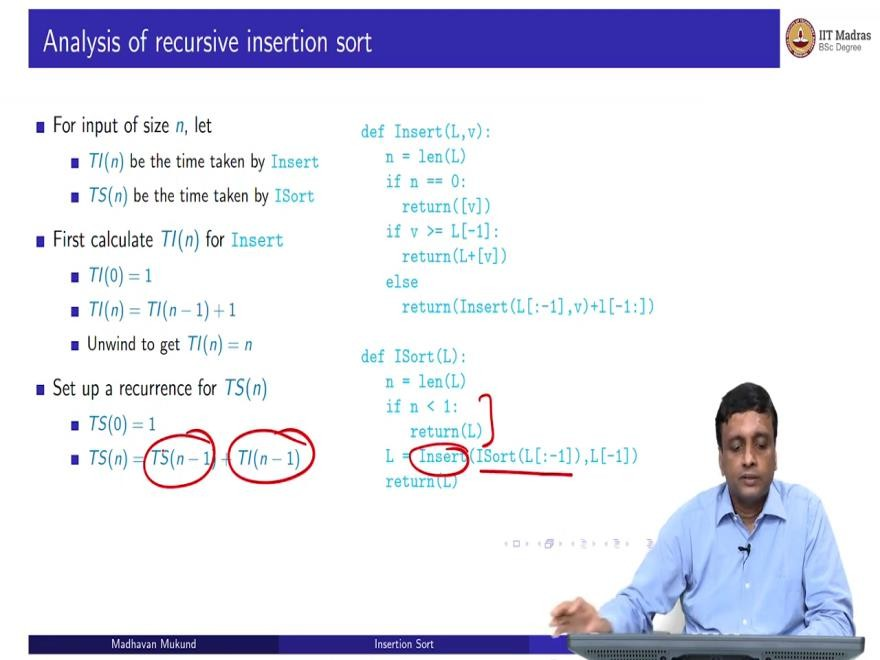 Analysis of recursive insertion sort
IIT Madras
BSc Degree
For input of size n, let
TI(n) be the time taken by Insert
TS(n) be the time taken by ISort
First calculate TI(n) for Insert
TI(0) = 1
TI(n) = TI(n − 1) + 1
Unwind to get TI(n) = n
Set up a recurrence for TS(n)
TS(0) = 1
TS(n) = TS(n − 1) + TI(n − 1)
def Insert(L,v):
n = len(L)
if n == 0:
return([v])
if v >= L[-1]:
return(L+[v])
else
return(Insert(L[:-1],v)+l[-1:])
def ISort(L):
n = len(L)
if n < 1:
return(L)
L = Insert(ISort(L[:-1]),L[-1])
return(L)
Madhavan Mukund
Insertion Sort